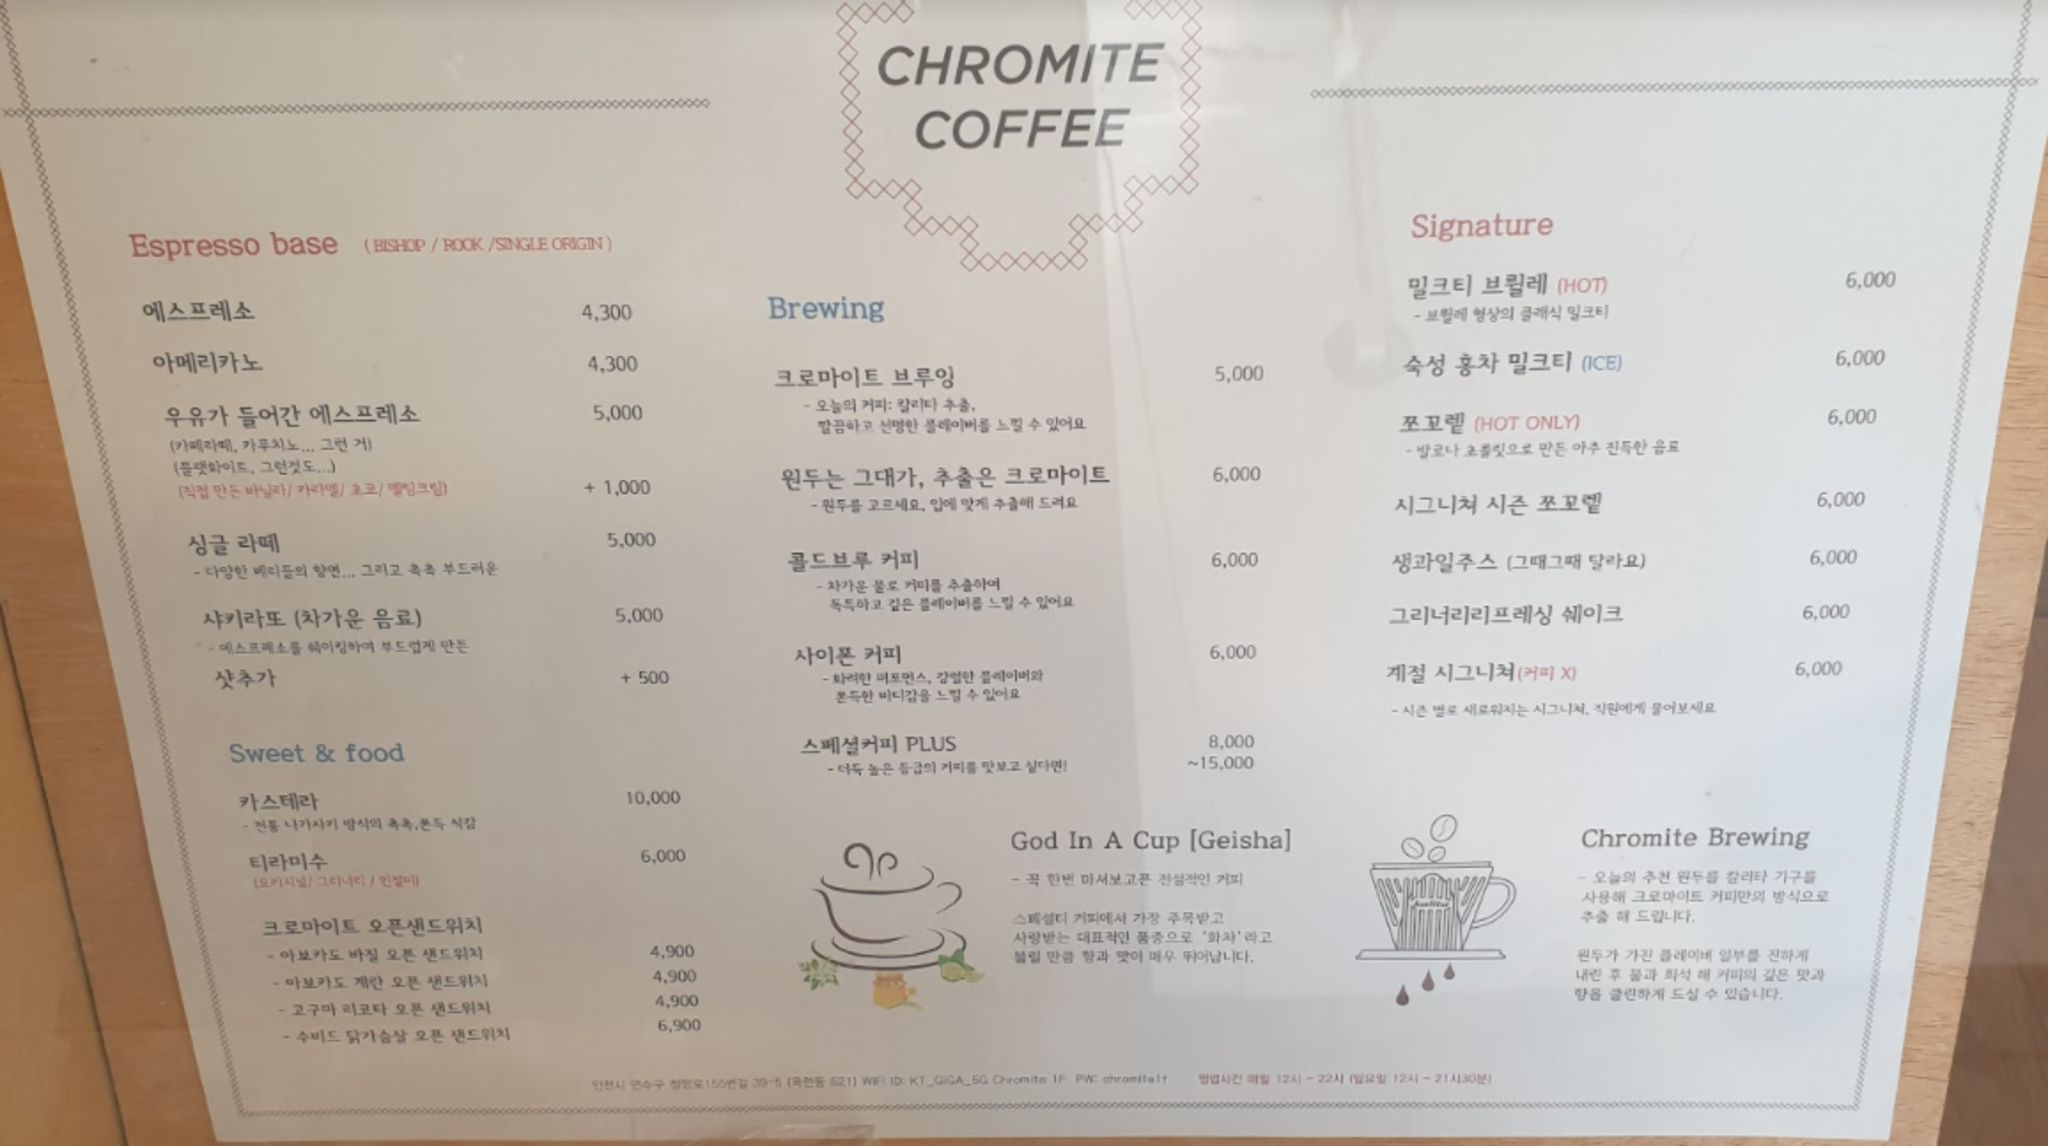 CHROMITE
COFFEE
Espresso base (BISHOP / ROOK /SINGLE ORIGIN )
에스프레소 4,300
아메리카노 4,300
우유가 들어간 에스프레소 5,000
(카페라떼, 카푸치노... 그런 거)
(플랫화이트, 그런것도...)
(직접 만든 바닐라/ 카라멜/ 초코/ 멜팅크림) + 1,000
싱글 라떼 5,000
- 다양한 베리들의 향연... 그리고 촉촉 부드러운
샤키라또 (차가운 음료) 5,000
- 에스프레소를 쉐이킹하여 부드럽게 만든
샷추가 + 500
Sweet & food
카스테라 10,000
- 전통 나가사키 방식의 촉촉,쫀득 식감
티라미수 6,000
(오리지널/ 그리너리 / 인절미)
크로마이트 오픈샌드위치
- 아보카도 바질 오픈 샌드위치 4,900
- 아보카도 계란 오픈 샌드위치 4,900
- 고구마 리코타 오픈 샌드위치 4,900
- 수비드 닭가슴살 오픈 샌드위치 6,900
Brewing
크로마이트 브루잉 5,000
- 오늘의 커피: 칼리타 추출,
깔끔하고 선명한 플레이버를 느낄 수 있어요
원두는 그대가, 추출은 크로마이트 6,000
- 원두를 고르세요, 입에 맞게 추출해 드려요
콜드브루 커피 6,000
- 차가운 물로 커피를 추출하여
독특하고 깊은 플레이버를 느낄 수 있어요
사이폰 커피 6,000
- 화려한 퍼포먼스, 강렬한 플레이버와
쫀득한 바디감을 느낄 수 있어요
스페셜커피 PLUS 8,000
- 더욱 높은 등급의 커피를 맛보고 싶다면! ~15,000
Signature
밀크티 브륄레 (HOT) 6,000
- 브륄레 형상의 클래식 밀크티
숙성 홍차 밀크티 (ICE) 6,000
쪼꼬렡 (HOT ONLY) 6,000
- 발로나 초콜릿으로 만든 아주 진득한 음료
시그니쳐 시즌 쪼꼬렡 6,000
생과일주스 (그때그때 달라요) 6,000
그리너리리프레싱 쉐이크 6,000
계절 시그니쳐(커피 X) 6,000
- 시즌 별로 새로워지는 시그니쳐, 직원에게 물어보세요
God In A Cup [Geisha]
- 꼭 한번 마셔보고픈 전설적인 커피
스페셜티 커피에서 가장 주목받고
사랑받는 대표적인 품종으로 '화차'라고
불릴 만큼 향과 맛이 매우 뛰어납니다.
Chromite Brewing
- 오늘의 추천 원두를 칼리타 기구를
사용해 크로마이트 커피만의 방식으로
추출 해 드립니다.
원두가 가진 플레이버 일부를 진하게
내린 후 물과 희석 해 커피의 깊은 맛과
향을 클린하게 드실 수 있습니다.
인천시 연수구 청량로155번길 39-5 (옥련동 521) WIFI ID: KT_GIGA_5G Chromite 1F PW: chromite1f 영업시간 매일 12시 - 22시 (일요일 12시 - 21시30분)